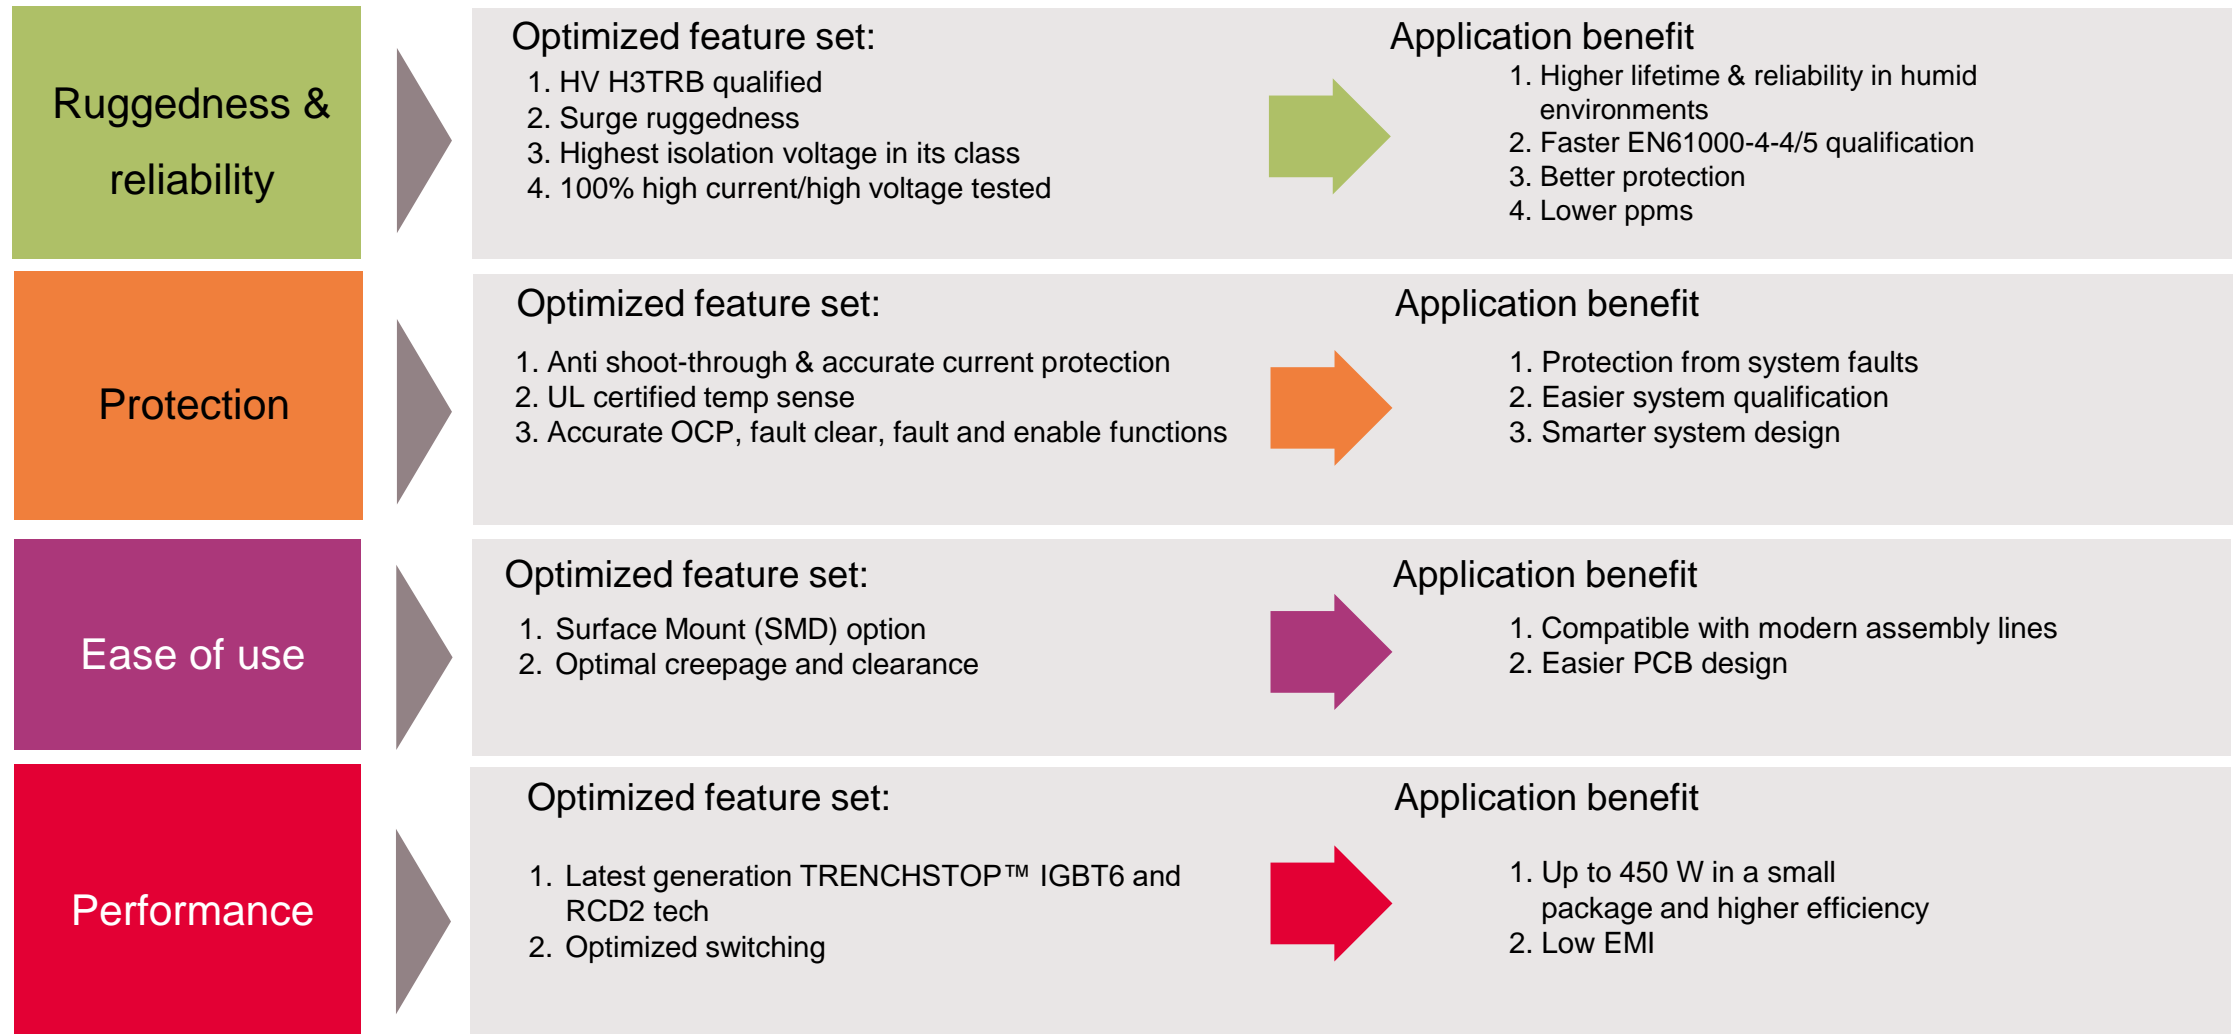 Ruggedness &
reliability
Optimized feature set:
1. HV H3TRB qualified
2. Surge ruggedness
3. Highest isolation voltage in its class
4. 100% high current/high voltage tested
Application benefit
1. Higher lifetime & reliability in humid
environments
2. Faster EN61000-4-4/5 qualification
3. Better protection
4. Lower ppms
Protection
Optimized feature set:
1. Anti shoot-through & accurate current protection
2. UL certified temp sense
3. Accurate OCP, fault clear, fault and enable functions
Application benefit
1. Protection from system faults
2. Easier system qualification
3. Smarter system design
Ease of use
Optimized feature set:
1. Surface Mount (SMD) option
2. Optimal creepage and clearance
Application benefit
1. Compatible with modern assembly lines
2. Easier PCB design
Performance
Optimized feature set:
1. Latest generation TRENCHSTOP™ IGBT6 and
RCD2 tech
2. Optimized switching
Application benefit
1. Up to 450 W in a small
package and higher efficiency
2. Low EMI